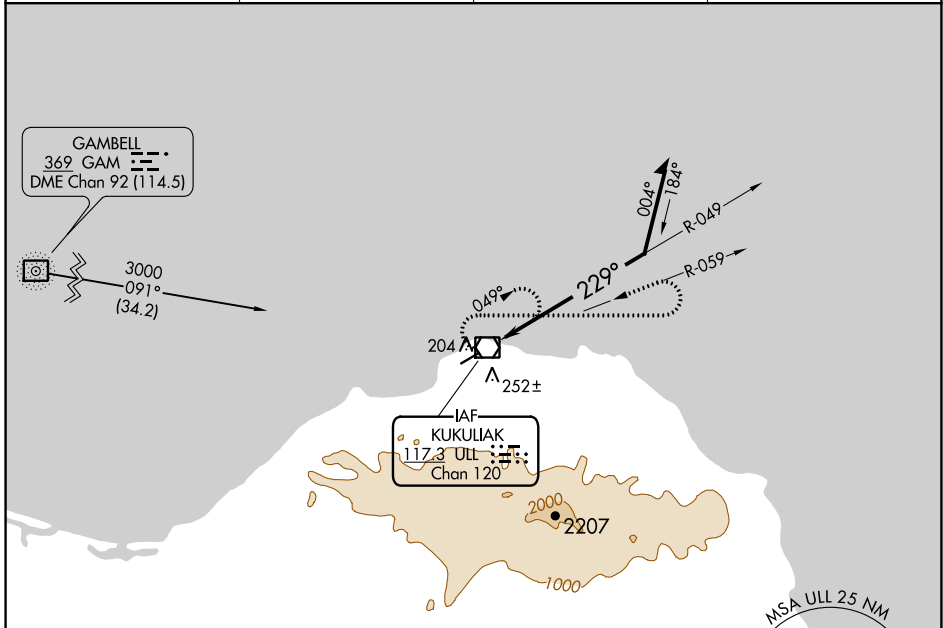 GAMBELL
369 GAM
DME Chan 92 (114.5)
3000
091°
(34.2)
004°
184°
R-049
R-059
229°
049°
204
252±
IAF
KUKULIAK
117.3 ULL
Chan 120
2000
2207
1000
MSA ULL 25 NM